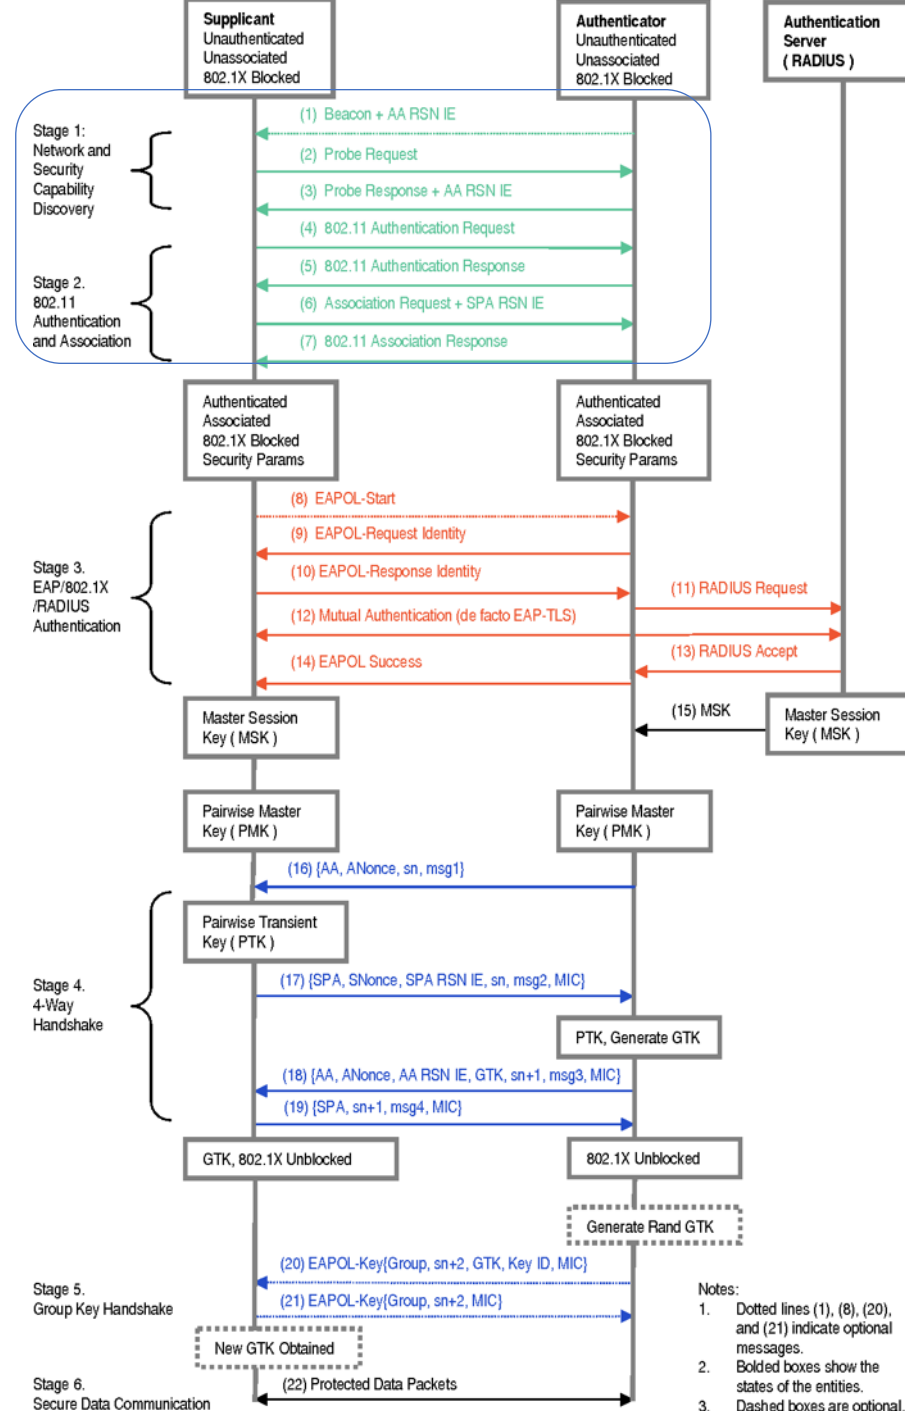 Supplicant
Unauthenticated
Unassociated
802.1X Blocked
Authenticator
Unauthenticated
Unassociated
802.1X Blocked
Authentication
Server
( RADIUS )
Stage 1:
Network and
Security
Capability
Discovery
(1) Beacon + AA RSN IE
(2) Probe Request
(3) Probe Response + AA RSN IE
(4) 802.11 Authentication Request
Stage 2.
802.11
Authentication
and Association
(5) 802.11 Authentication Response
(6) Association Request + SPA RSN IE
(7) 802.11 Association Response
Authenticated
Associated
802.1X Blocked
Security Params
Authenticated
Associated
802.1X Blocked
Security Params
Stage 3.
EAP/802.1X
/RADIUS
Authentication
(8) EAPOL-Start
(9) EAPOL-Request Identity
(10) EAPOL-Response Identity
(11) RADIUS Request
(12) Mutual Authentication (de facto EAP-TLS)
(13) RADIUS Accept
(14) EAPOL Success
Master Session
Key ( MSK )
(15) MSK
Master Session
Key ( MSK )
Pairwise Master
Key ( PMK )
Pairwise Master
Key ( PMK )
(16) {AA, ANonce, sn, msg1}
Pairwise Transient
Key ( PTK )
Stage 4.
4-Way
Handshake
(17) {SPA, SNonce, SPA RSN IE, sn, msg2, MIC}
PTK, Generate GTK
(18) {AA, ANonce, AA RSN IE, GTK, sn+1, msg3, MIC}
(19) {SPA, sn+1, msg4, MIC}
GTK, 802.1X Unblocked
802.1X Unblocked
Generate Rand GTK
(20) EAPOL-Key{Group, sn+2, GTK, Key ID, MIC}
Stage 5.
Group Key Handshake
(21) EAPOL-Key{Group, sn+2, MIC}
New GTK Obtained
Stage 6.
Secure Data Communication
(22) Protected Data Packets
Notes:
1. Dotted lines (1), (8), (20),
and (21) indicate optional
messages.
2. Bolded boxes show the
states of the entities.
3. Dashed boxes are optional.